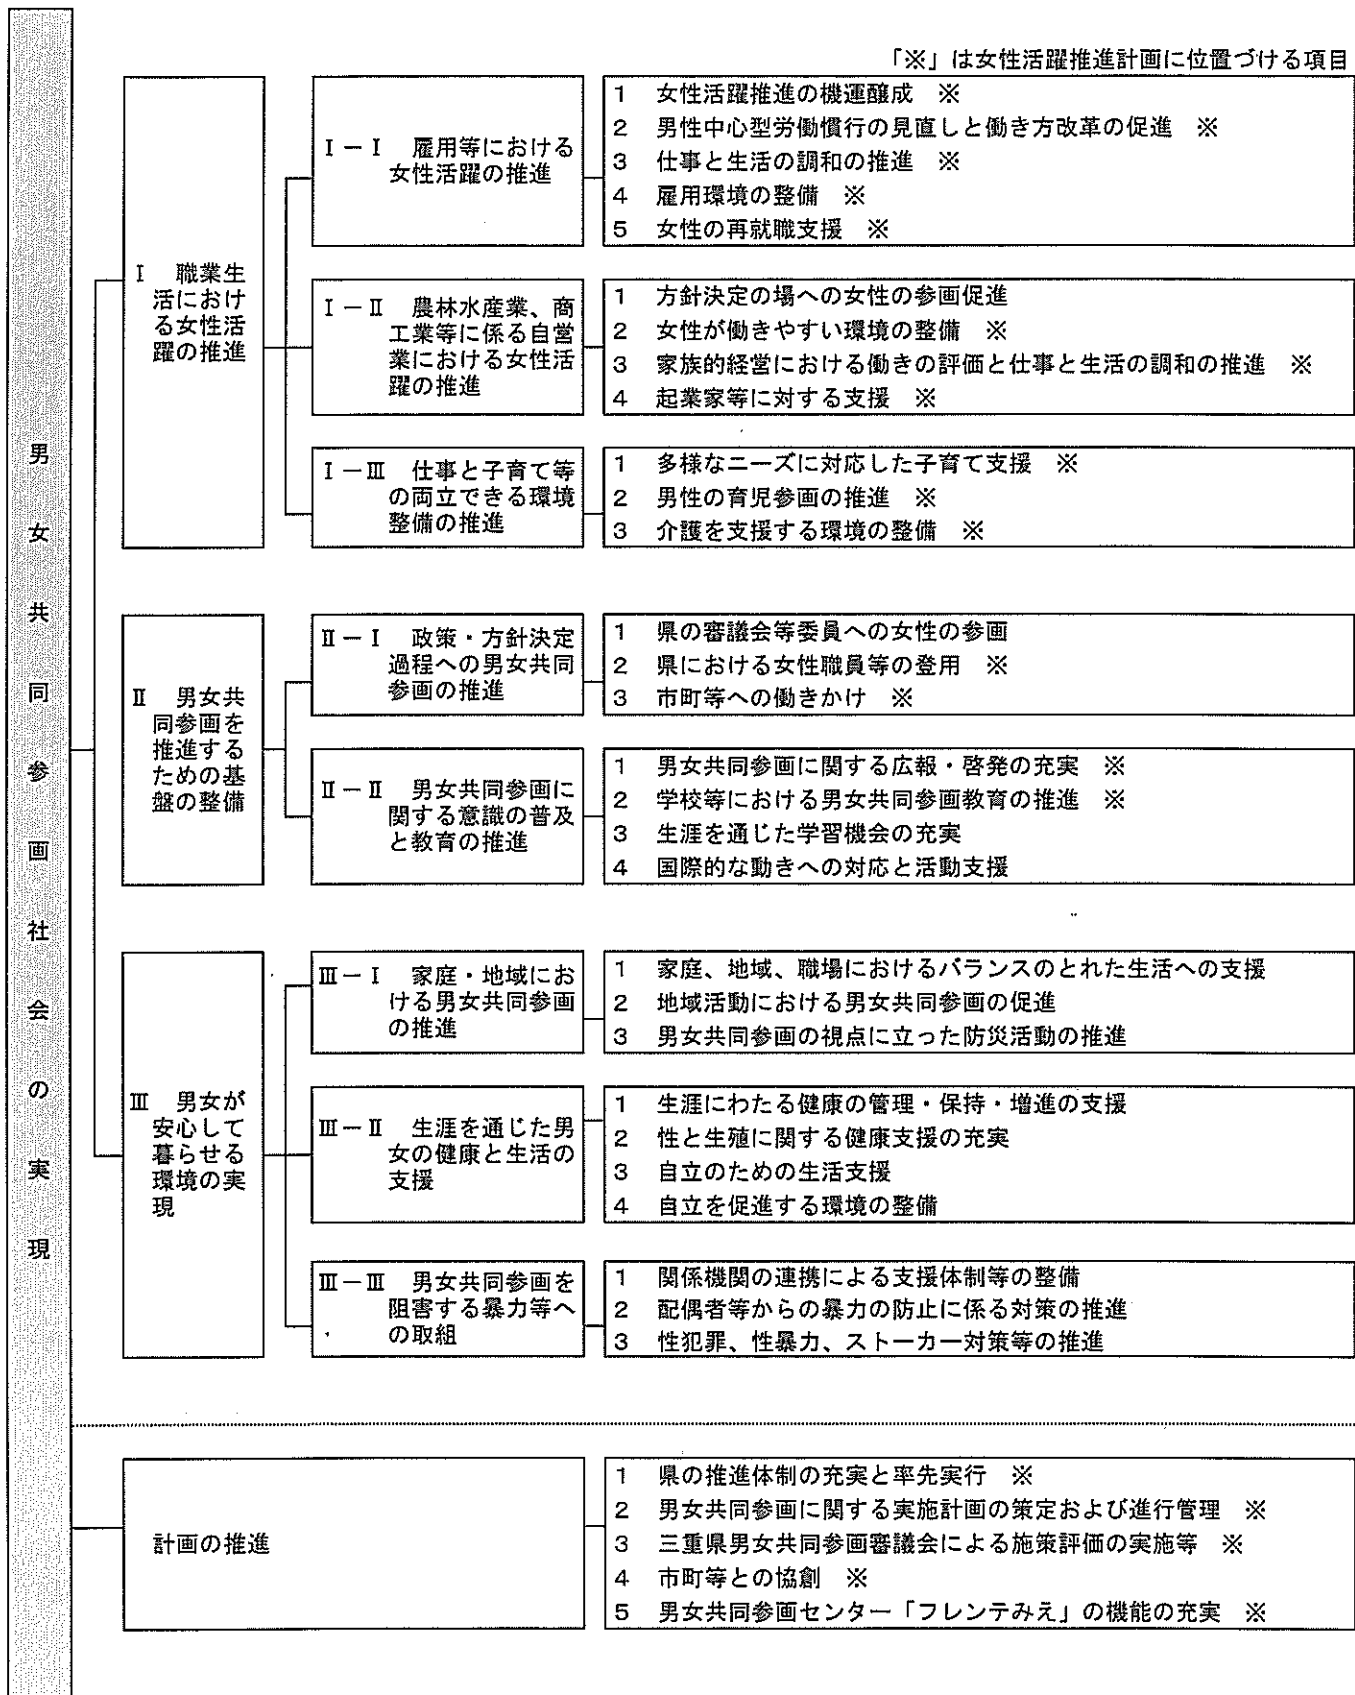 「※」は女性活躍推進計画に位置づける項目
男女共同参画社会の実現
Ⅰ 職業生
活におけ
る女性活
躍の推進
Ⅰ－Ⅰ 雇用等における
女性活躍の推進
1 女性活躍推進の機運醸成 ※
2 男性中心型労働慣行の見直しと働き方改革の促進 ※
3 仕事と生活の調和の推進 ※
4 雇用環境の整備 ※
5 女性の再就職支援 ※
Ⅰ－Ⅱ 農林水産業、商
工業等に係る自営
業における女性活
躍の推進
1 方針決定の場への女性の参画促進
2 女性が働きやすい環境の整備 ※
3 家族的経営における働きの評価と仕事と生活の調和の推進 ※
4 起業家等に対する支援 ※
Ⅰ－Ⅲ 仕事と子育て等
の両立できる環境
整備の推進
1 多様なニーズに対応した子育て支援 ※
2 男性の育児参画の推進 ※
3 介護を支援する環境の整備 ※
Ⅱ 男女共
同参画を
推進する
ための基
盤の整備
Ⅱ－Ⅰ 政策・方針決定
過程への男女共同
参画の推進
1 県の審議会等委員への女性の参画
2 県における女性職員等の登用 ※
3 市町等への働きかけ ※
Ⅱ－Ⅱ 男女共同参画に
関する意識の普及
と教育の推進
1 男女共同参画に関する広報・啓発の充実 ※
2 学校等における男女共同参画教育の推進 ※
3 生涯を通じた学習機会の充実
4 国際的な動きへの対応と活動支援
Ⅲ 男女が
安心して
暮らせる
環境の実
現
Ⅲ－Ⅰ 家庭・地域にお
ける男女共同参画
の推進
1 家庭、地域、職場におけるバランスのとれた生活への支援
2 地域活動における男女共同参画の促進
3 男女共同参画の視点に立った防災活動の推進
Ⅲ－Ⅱ 生涯を通じた男
女の健康と生活の
支援
1 生涯にわたる健康の管理・保持・増進の支援
2 性と生殖に関する健康支援の充実
3 自立のための生活支援
4 自立を促進する環境の整備
Ⅲ－Ⅲ 男女共同参画を
阻害する暴力等へ
の取組
1 関係機関の連携による支援体制等の整備
2 配偶者等からの暴力の防止に係る対策の推進
3 性犯罪、性暴力、ストーカー対策等の推進
計画の推進
1 県の推進体制の充実と率先実行 ※
2 男女共同参画に関する実施計画の策定および進行管理 ※
3 三重県男女共同参画審議会による施策評価の実施等 ※
4 市町等との協創 ※
5 男女共同参画センター「フレンテみえ」の機能の充実 ※